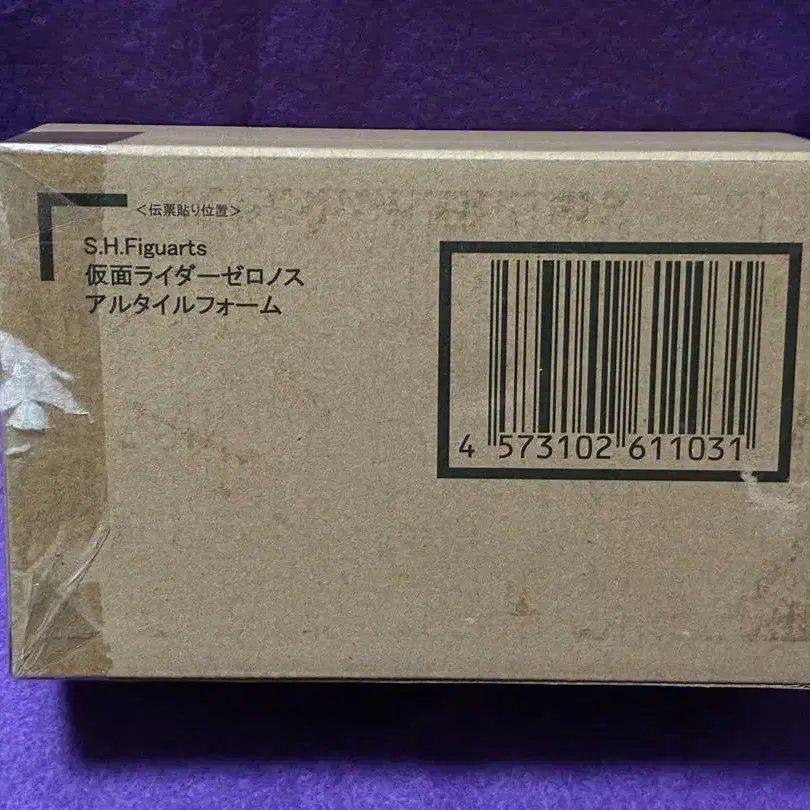 <伝票貼り位置>
S.H.Figuarts
仮面ライダーゼロノス
アルタイルフォーム
4 573102 611031